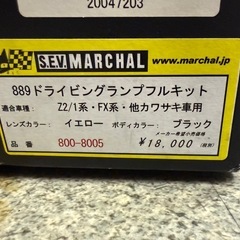 2004/203
S.E.V. MARCHAL
www.marchal.jp
889ドライビングランプフルキット
適合車種: Z2/1系・FX系・他カワサキ車用
レンズカラー: イエロー ボディカラー: ブラック
メーカー希望小売価格
品番 800-8005 ¥18,000 (税別)